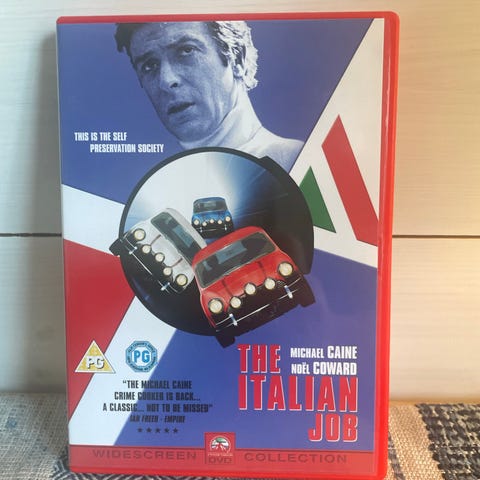 THIS IS THE SELF
PRESERVATION SOCIETY
MICHAEL CAINE
NOËL COWARD
THE
ITALIAN
JOB
PG
PG
"THE MICHAEL CAINE
CRIME CORKER IS BACK...
A CLASSIC... NOT TO BE MISSED"
IAN FREER - EMPIRE
★★★★★
WIDESCREEN DVD COLLECTION